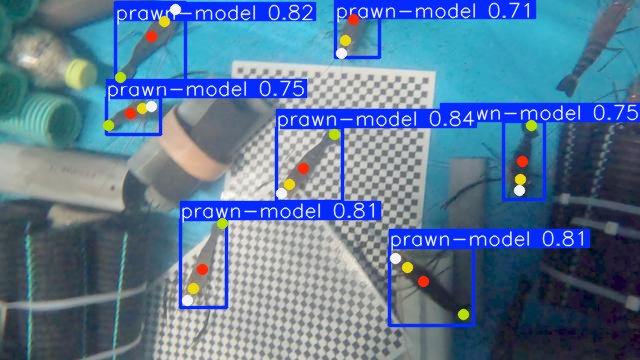 prawn-model 0.82
prawn-model 0.71
prawn-model 0.75
prawn-model 0.84
wn-model 0.75
prawn-model 0.81
prawn-model 0.81